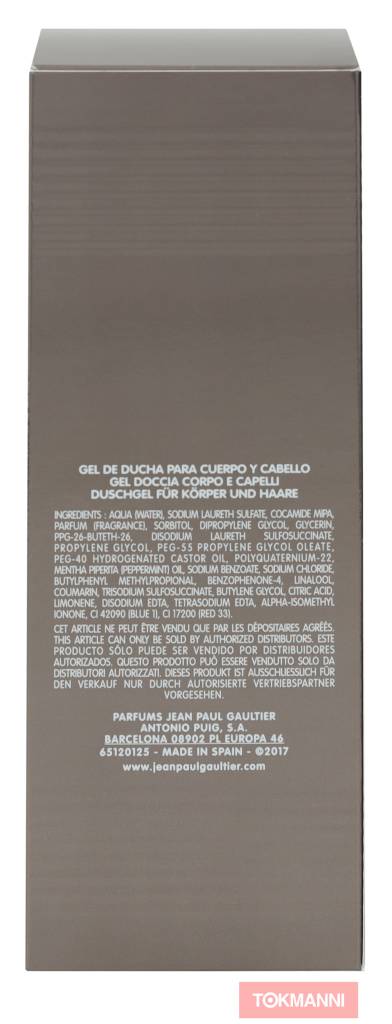 GEL DE DUCHA PARA CUERPO Y CABELLO
GEL DOCCIA CORPO E CAPELLI
DUSCHGEL FÜR KÖRPER UND HAARE
INGREDIENTS : AQUA (WATER), SODIUM LAURETH SULFATE, COCAMIDE MIPA,
PARFUM (FRAGRANCE), SORBITOL, DIPROPYLENE GLYCOL, GLYCERIN,
PPG-26-BUTETH-26, DISODIUM LAURETH SULFOSUCCINATE,
PROPYLENE GLYCOL, PEG-55 PROPYLENE GLYCOL OLEATE,
PEG-40 HYDROGENATED CASTOR OIL, POLYQUATERNIUM-22,
MENTHA PIPERITA (PEPPERMINT) OIL, SODIUM BENZOATE, SODIUM CHLORIDE,
BUTYLPHENYL METHYLPROPIONAL, BENZOPHENONE-4, LINALOOL,
COUMARIN, TRISODIUM SULFOSUCCINATE, BUTYLENE GLYCOL, CITRIC ACID,
LIMONENE, DISODIUM EDTA, TETRASODIUM EDTA, ALPHA-ISOMETHYL
IONONE, CI 42090 (BLUE 1), CI 17200 (RED 33).
CET ARTICLE NE PEUT ÊTRE VENDU QUE PAR LES DÉPOSITAIRES AGRÉÉS.
THIS ARTICLE CAN ONLY BE SOLD BY AUTHORIZED DISTRIBUTORS. ESTE
PRODUCTO SÓLO PUEDE SER VENDIDO POR DISTRIBUIDORES
AUTORIZADOS. QUESTO PRODOTTO PUÒ ESSERE VENDUTTO SOLO DA
DISTRIBUTORI AUTORIZZATI. DIESES PRODUKT IST AUSSCHLIESSLICH FÜR
DEN VERKAUF NUR DURCH AUTORISIERTE VERTRIEBSPARTNER
VORGESEHEN.
PARFUMS JEAN PAUL GAULTIER
ANTONIO PUIG, S.A.
BARCELONA 08902 PL EUROPA 46
65120125 - MADE IN SPAIN - ©2017
www.jeanpaulgaultier.com
TOKMANNI